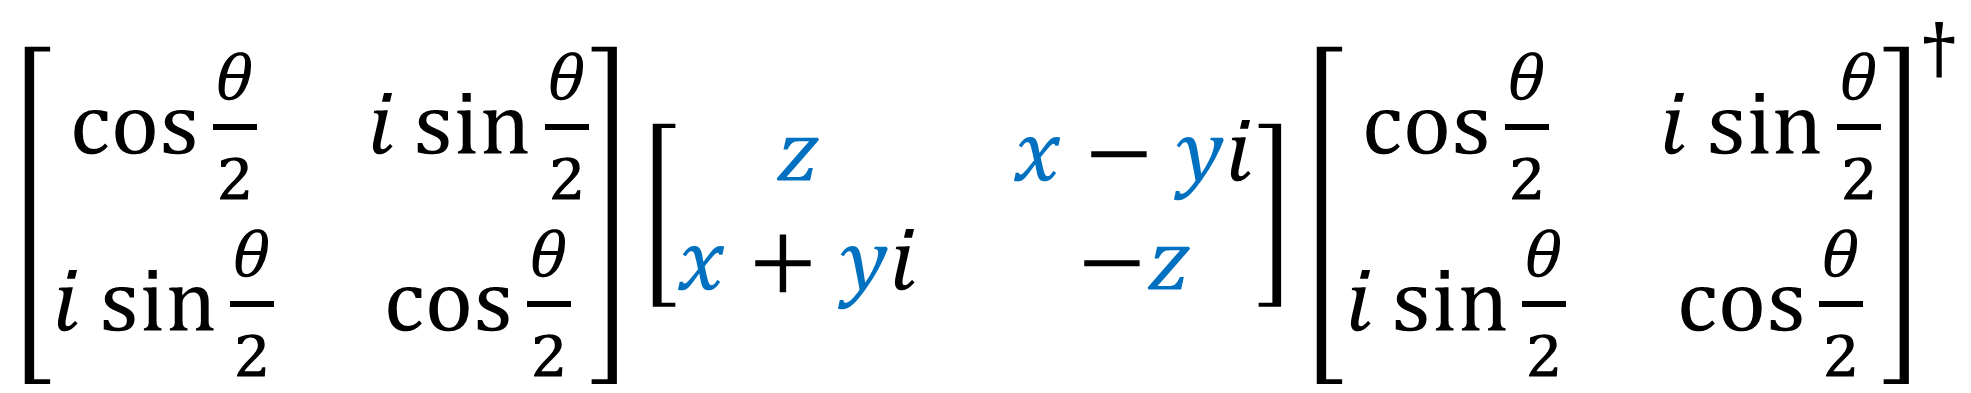 [cos θ/2 i sin θ/2; i sin θ/2 cos θ/2] [z x − yi; x + yi −z] [cos θ/2 i sin θ/2; i sin θ/2 cos θ/2]†